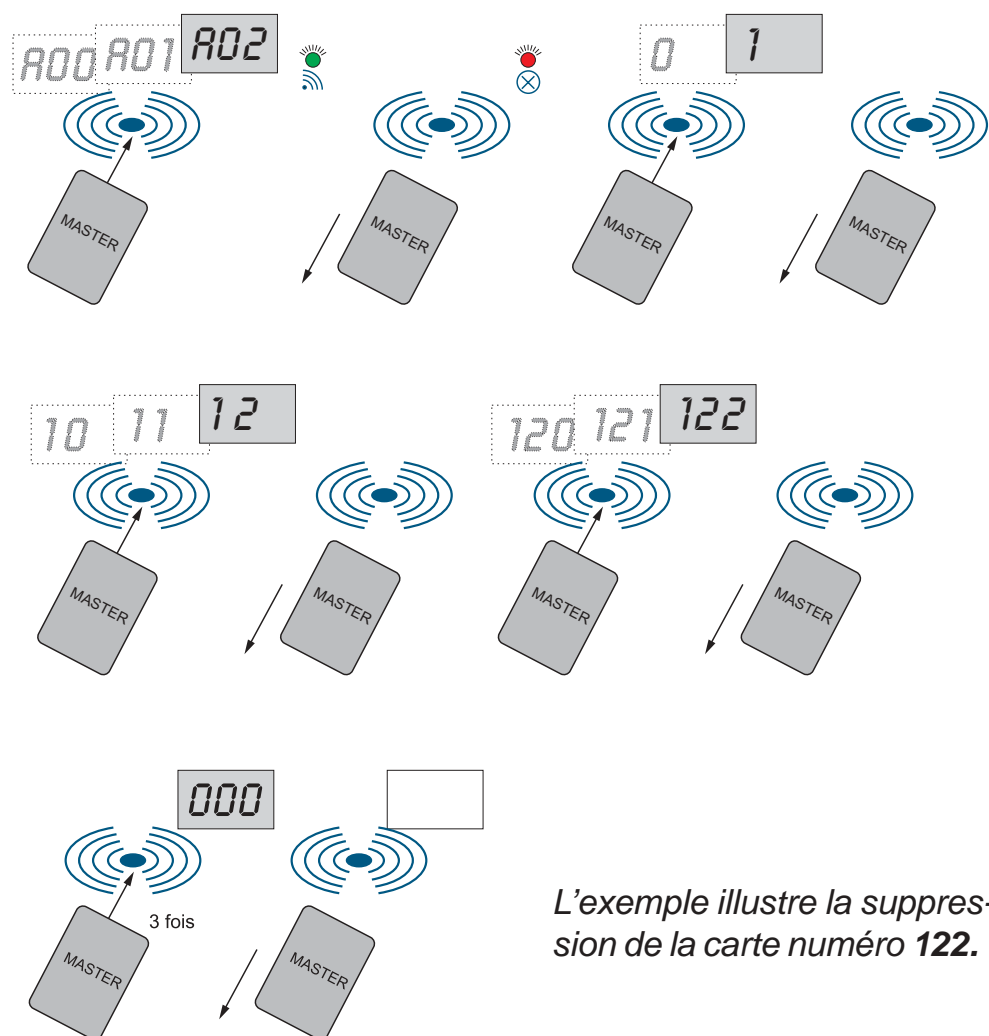 A00 A01 A02 0 1
MASTER MASTER MASTER MASTER
10 11 12 120 121 122
MASTER MASTER MASTER MASTER
000
3 fois
MASTER MASTER
L'exemple illustre la suppres-
sion de la carte numéro 122.